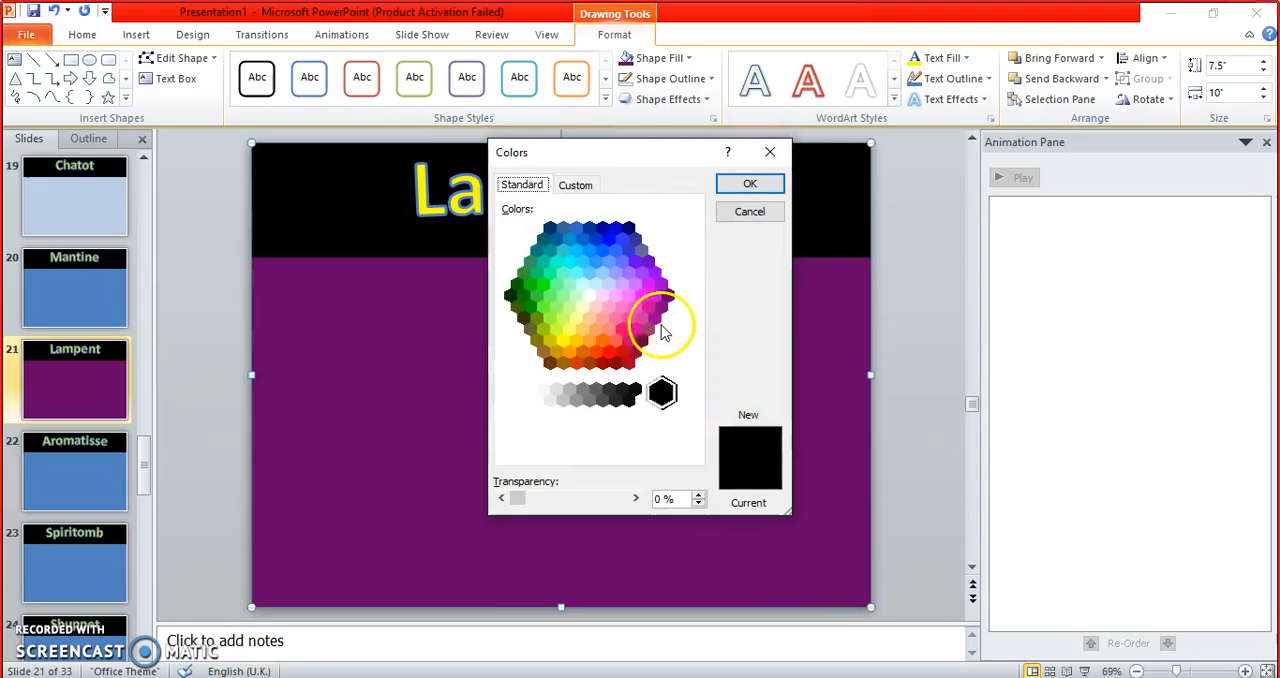 Presentation1 - Microsoft PowerPoint (Product Activation Failed)
Drawing Tools
File Home Insert Design Transitions Animations Slide Show Review View Format
Edit Shape
Text Box
Insert Shapes
Abc Abc Abc Abc Abc Abc Abc
Shape Fill
Shape Outline
Shape Effects
Shape Styles
A A A
Text Fill
Text Outline
Text Effects
WordArt Styles
Bring Forward
Send Backward
Selection Pane
Align
Group
Rotate
Arrange
7.5"
10"
Size
Slides Outline
19 Chatot
20 Mantine
21 Lampent
22 Aromatisse
23 Spiritomb
24 Shuppet
La
Colors
?
Standard Custom
OK
Cancel
Colors:
New
Current
Transparency:
0 %
Animation Pane
Play
Re-Order
Click to add notes
RECORDED WITH
SCREENCAST MATIC
Slide 21 of 33 "Office Theme" English (U.K.) 69%